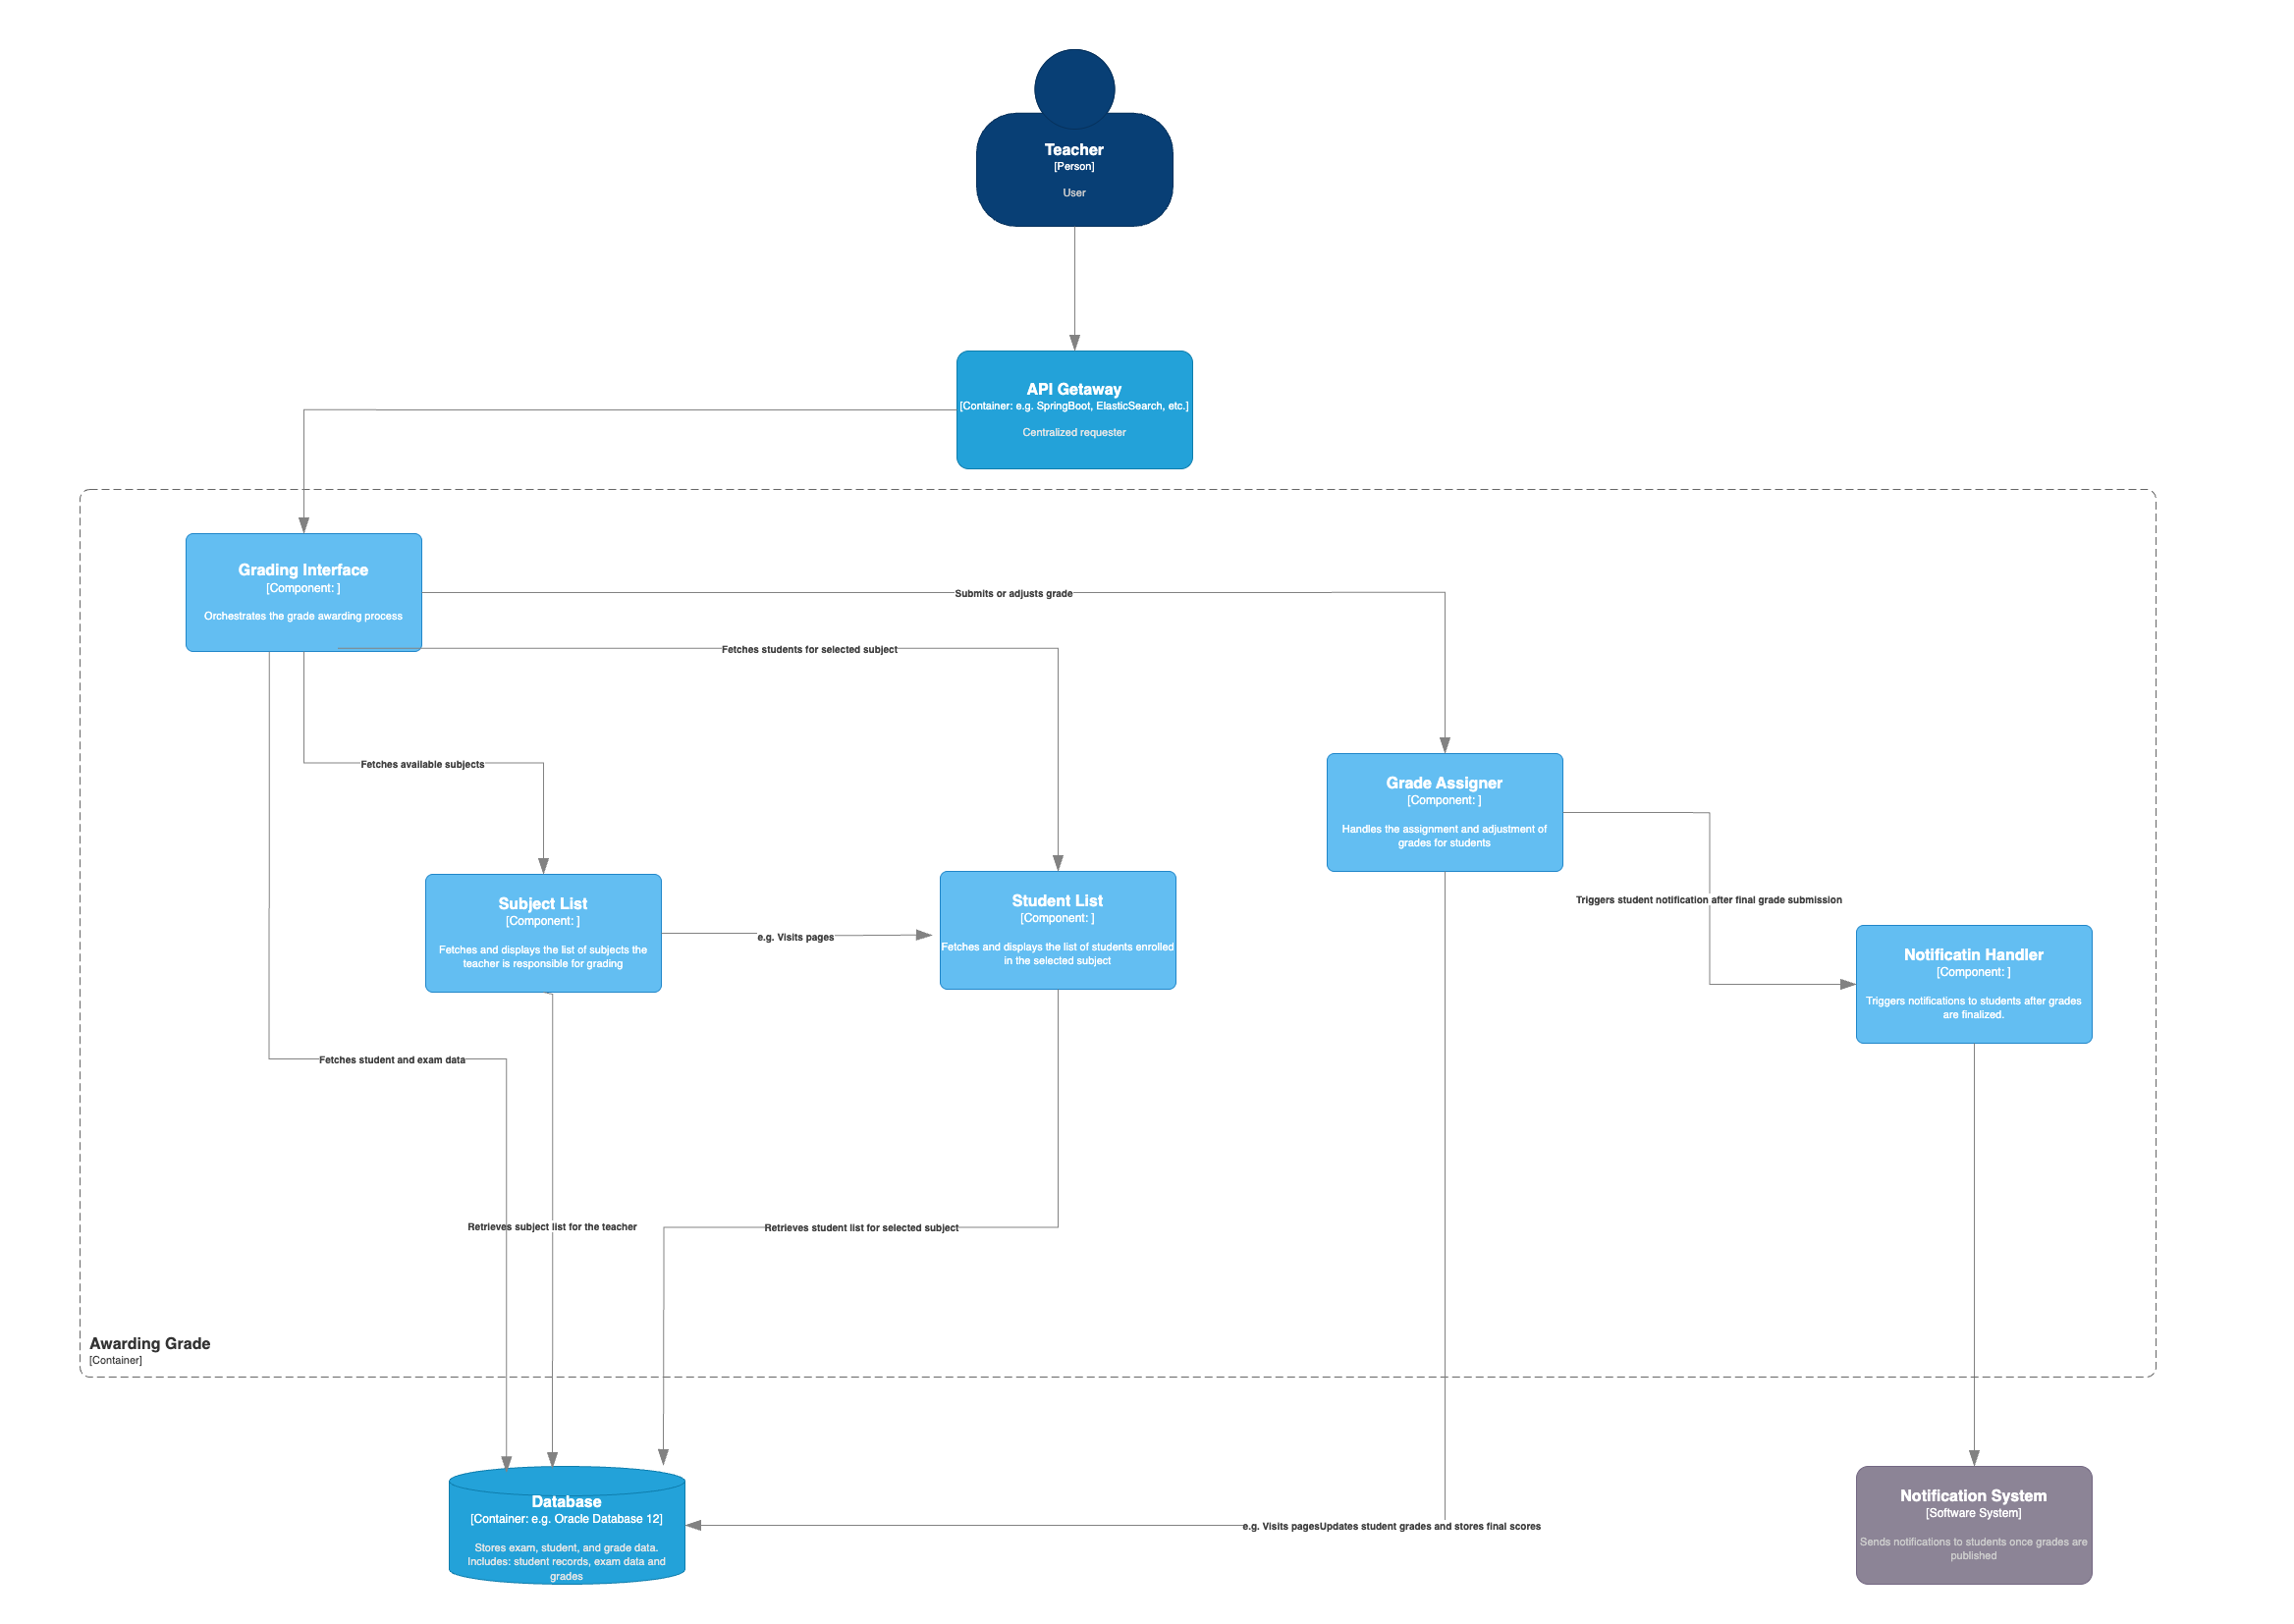 Teacher
[Person]
User
API Getaway
[Container: e.g. SpringBoot, ElasticSearch, etc.]
Centralized requester
Grading Interface
[Component: ]
Orchestrates the grade awarding process
Submits or adjusts grade
Fetches students for selected subject
Fetches available subjects
Grade Assigner
[Component: ]
Handles the assignment and adjustment of
grades for students
Subject List
[Component: ]
Fetches and displays the list of subjects the
teacher is responsible for grading
e.g. Visits pages
Student List
[Component: ]
Fetches and displays the list of students enrolled
in the selected subject
Triggers student notification after final grade submission
Notificatin Handler
[Component: ]
Triggers notifications to students after grades
are finalized.
Fetches student and exam data
Retrieves subject list for the teacher
Retrieves student list for selected subject
Awarding Grade
[Container]
Database
[Container: e.g. Oracle Database 12]
Stores exam, student, and grade data.
Includes: student records, exam data and
grades
e.g. Visits pagesUpdates student grades and stores final scores
Notification System
[Software System]
Sends notifications to students once grades are
published